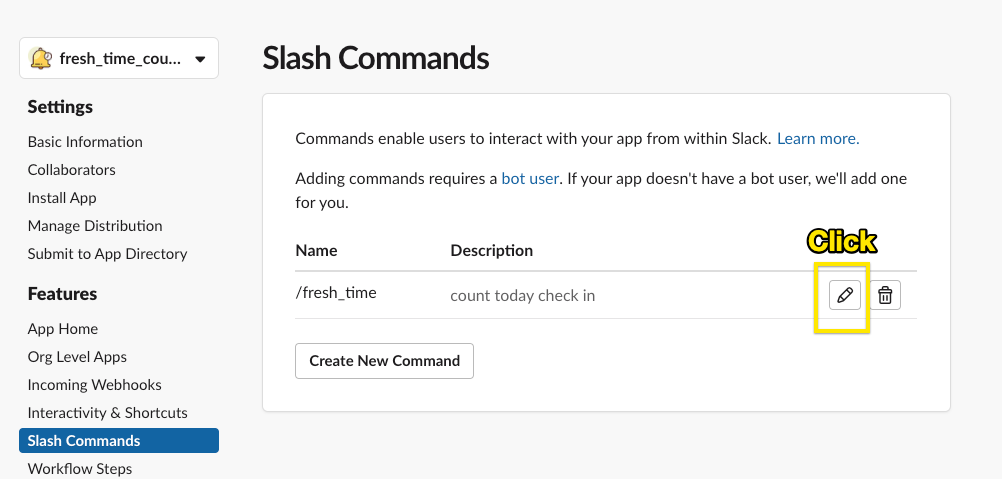 fresh_time_cou...
Settings
Basic Information
Collaborators
Install App
Manage Distribution
Submit to App Directory
Features
App Home
Org Level Apps
Incoming Webhooks
Interactivity & Shortcuts
Slash Commands
Workflow Steps
Slash Commands
Commands enable users to interact with your app from within Slack. Learn more.
Adding commands requires a bot user. If your app doesn't have a bot user, we'll add one
for you.
Click
Name Description
/fresh_time count today check in
Create New Command